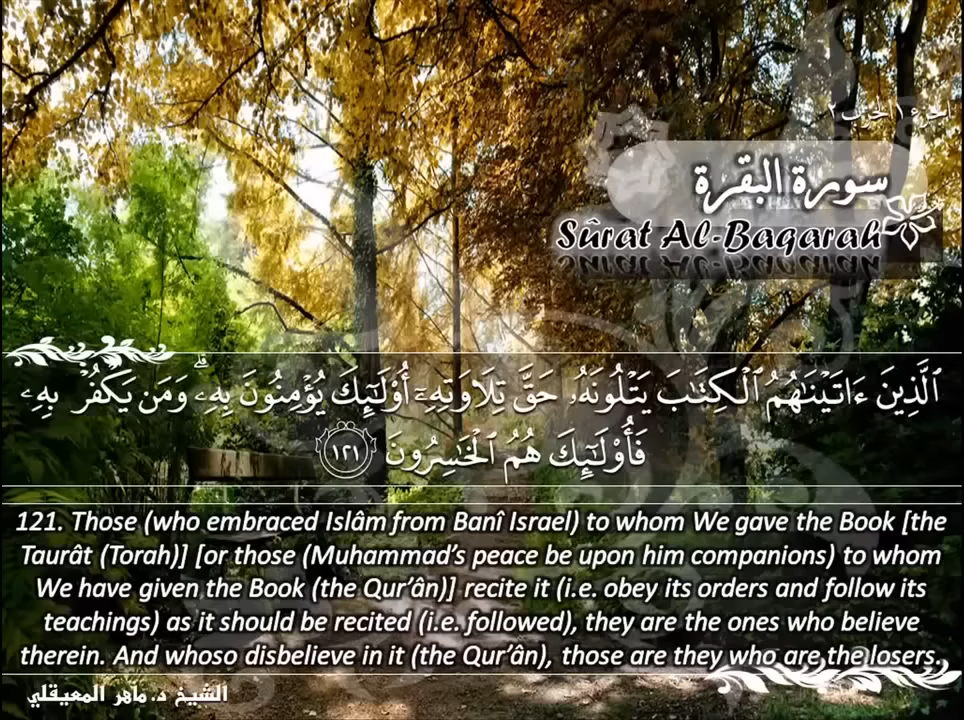 الجزء ١ الحزب ٢
سورة البقرة
Sûrat Al-Baqarah
ٱلَّذِينَ ءَاتَيْنَٰهُمُ ٱلْكِتَٰبَ يَتْلُونَهُۥ حَقَّ تِلَاوَتِهِۦٓ أُو۟لَٰٓئِكَ يُؤْمِنُونَ بِهِۦ ۗ وَمَن يَكْفُرْ بِهِۦ
فَأُو۟لَٰٓئِكَ هُمُ ٱلْخَٰسِرُونَ ١٢١
121. Those (who embraced Islâm from Banî Israel) to whom We gave the Book [the
Taurât (Torah)] [or those (Muhammad’s peace be upon him companions) to whom
We have given the Book (the Qur’ân)] recite it (i.e. obey its orders and follow its
teachings) as it should be recited (i.e. followed), they are the ones who believe
therein. And whoso disbelieve in it (the Qur’ân), those are they who are the losers.
الشيخ د. ماهر المعيقلي